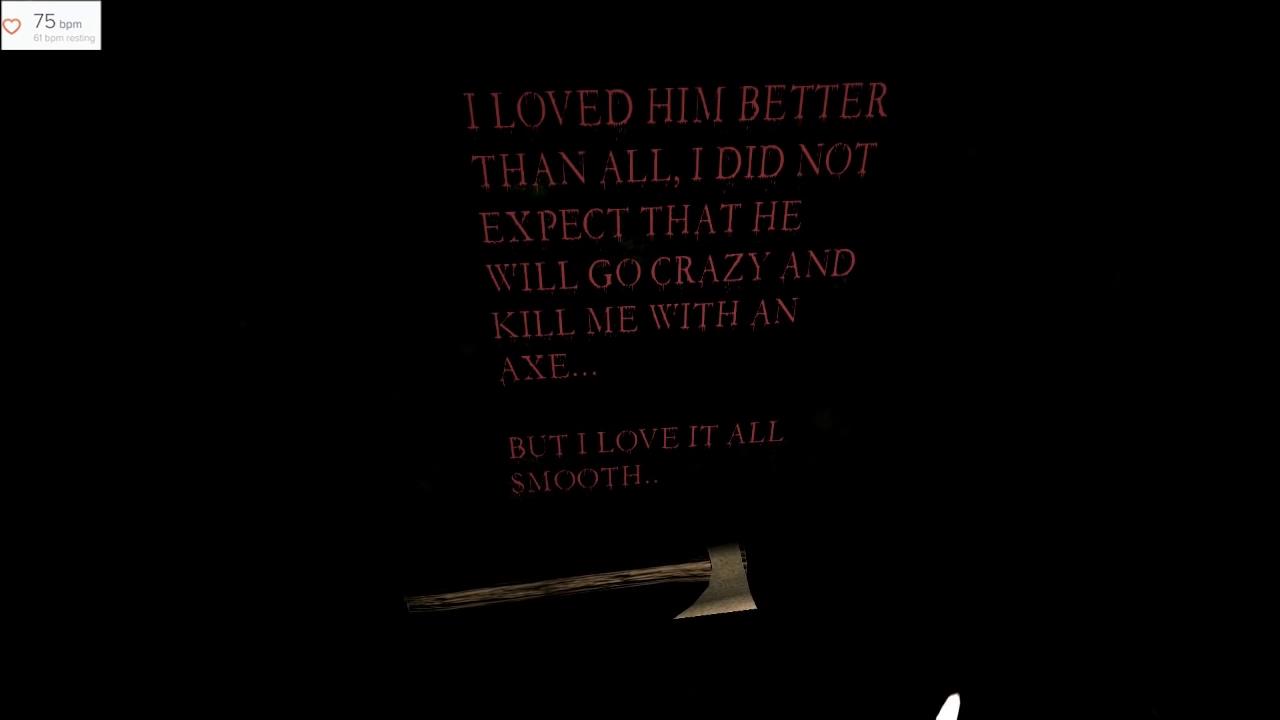 75 bpm
61 bpm resting
I LOVED HIM BETTER
THAN ALL, I DID NOT
EXPECT THAT HE
WILL GO CRAZY AND
KILL ME WITH AN
AXE...
BUT I LOVE IT ALL
SMOOTH..